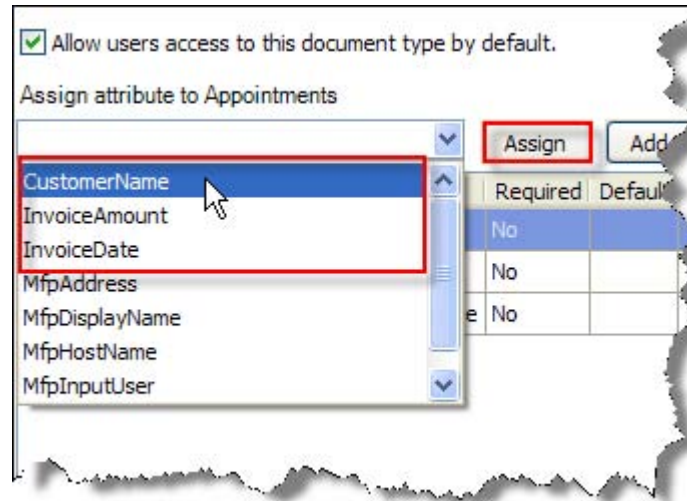 Allow users access to this document type by default.
Assign attribute to Appointments
Assign Add
CustomerName
Required
InvoiceAmount
No
InvoiceDate
MfpAddress
No
MfpDisplayName
e No
MfpHostName
MfpInputUser